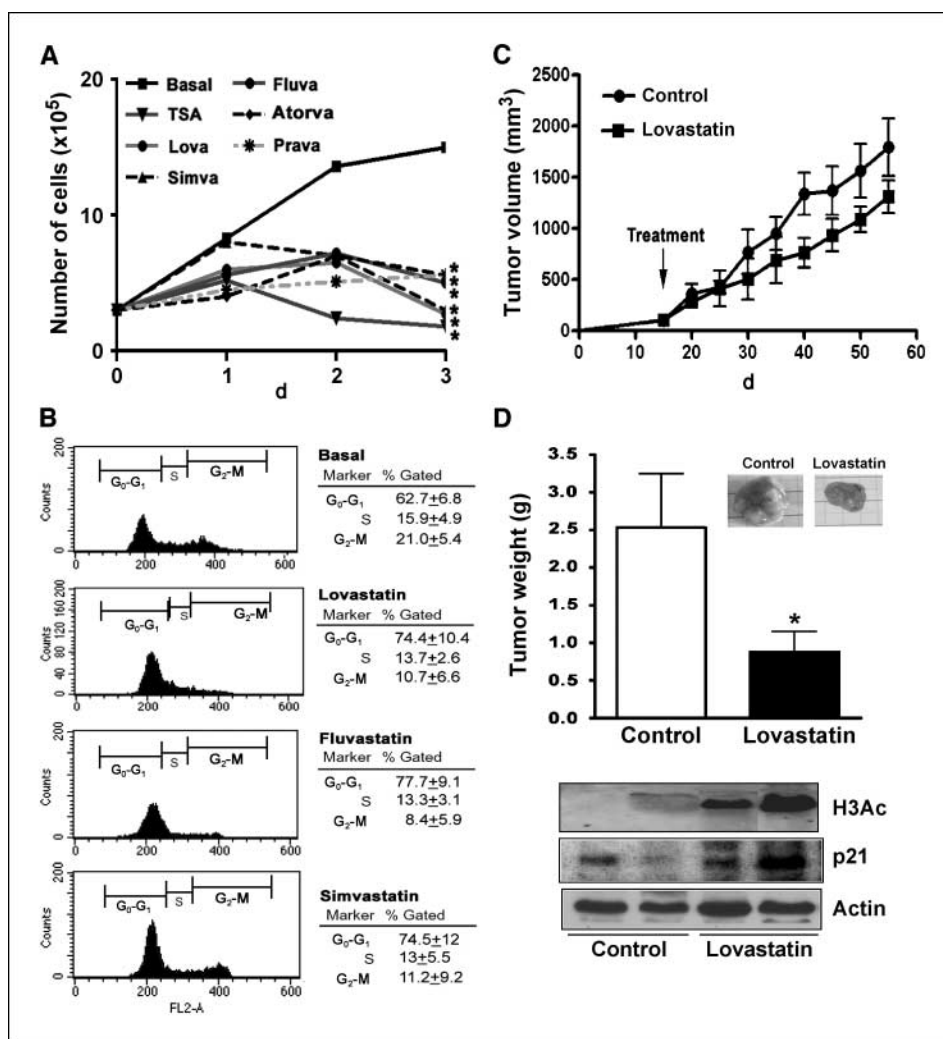 A
20
10
0
Number of cells (x10⁵)
0 1 2 3
d
Basal
TSA
Lova
Simva
Fluva
Atorva
Prava
*
*
*
*
*
*
B
200
0
Counts
G₀-G₁ S G₂-M
0 200 400 600
Basal
Marker % Gated
G₀-G₁ 62.7±6.8
S 15.9±4.9
G₂-M 21.0±5.4
200
160
120
80
40
0
Counts
G₀-G₁ S G₂-M
0 200 400 600
Lovastatin
Marker % Gated
G₀-G₁ 74.4±10.4
S 13.7±2.6
G₂-M 10.7±6.6
200
0
Counts
G₀-G₁ S G₂-M
0 200 400 600
Fluvastatin
Marker % Gated
G₀-G₁ 77.7±9.1
S 13.3±3.1
G₂-M 8.4±5.9
200
0
Counts
G₀-G₁ S G₂-M
0 200 400 600
FL2-A
Simvastatin
Marker % Gated
G₀-G₁ 74.5±12
S 13±5.5
G₂-M 11.2±9.2
C
2500
2000
1500
1000
500
0
Tumor volume (mm³)
Control
Lovastatin
Treatment
0 10 20 30 40 50 60
d
D
3.5
3.0
2.5
2.0
1.5
1.0
0.5
0.0
Tumor weight (g)
Control Lovastatin
*
Control Lovastatin
H3Ac
p21
Actin
Control Lovastatin